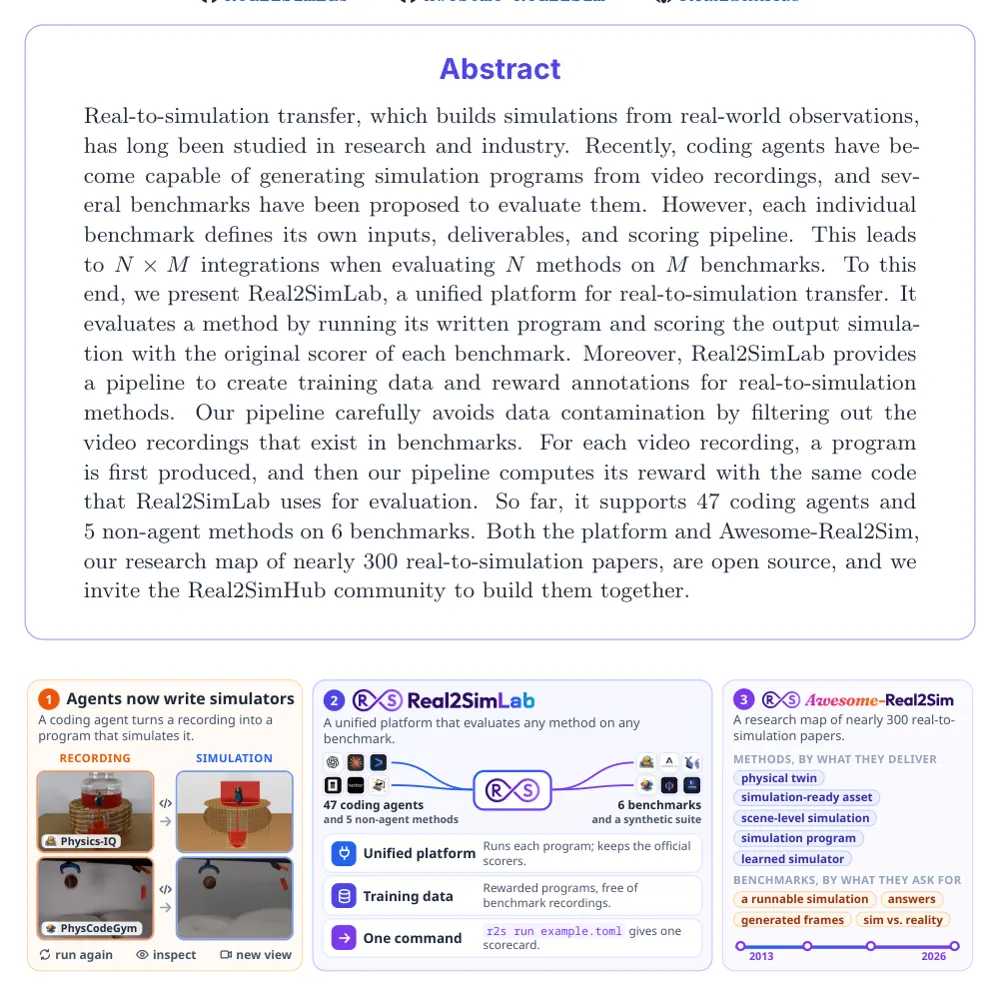 Abstract
Real-to-simulation transfer, which builds simulations from real-world observations,
has long been studied in research and industry. Recently, coding agents have be-
come capable of generating simulation programs from video recordings, and sev-
eral benchmarks have been proposed to evaluate them. However, each individual
benchmark defines its own inputs, deliverables, and scoring pipeline. This leads
to N × M integrations when evaluating N methods on M benchmarks. To this
end, we present Real2SimLab, a unified platform for real-to-simulation transfer. It
evaluates a method by running its written program and scoring the output simula-
tion with the original scorer of each benchmark. Moreover, Real2SimLab provides
a pipeline to create training data and reward annotations for real-to-simulation
methods. Our pipeline carefully avoids data contamination by filtering out the
video recordings that exist in benchmarks. For each video recording, a program
is first produced, and then our pipeline computes its reward with the same code
that Real2SimLab uses for evaluation. So far, it supports 47 coding agents and
5 non-agent methods on 6 benchmarks. Both the platform and Awesome-Real2Sim,
our research map of nearly 300 real-to-simulation papers, are open source, and we
invite the Real2SimHub community to build them together.
1 Agents now write simulators
A coding agent turns a recording into a
program that simulates it.
RECORDING SIMULATION
</>
Physics-IQ
</>
PhysCodeGym
run again inspect new view
2 R S Real2SimLab
A unified platform that evaluates any method on any
benchmark.
R S
47 coding agents
and 5 non-agent methods
6 benchmarks
and a synthetic suite
Unified platform Runs each program; keeps the official
scorers.
Training data Rewarded programs, free of
benchmark recordings.
One command r2s run example.toml gives one
scorecard.
3 R S Awesome-Real2Sim
A research map of nearly 300 real-to-
simulation papers.
METHODS, BY WHAT THEY DELIVER
physical twin
simulation-ready asset
scene-level simulation
simulation program
learned simulator
BENCHMARKS, BY WHAT THEY ASK FOR
a runnable simulation answers
generated frames sim vs. reality
2013 2026